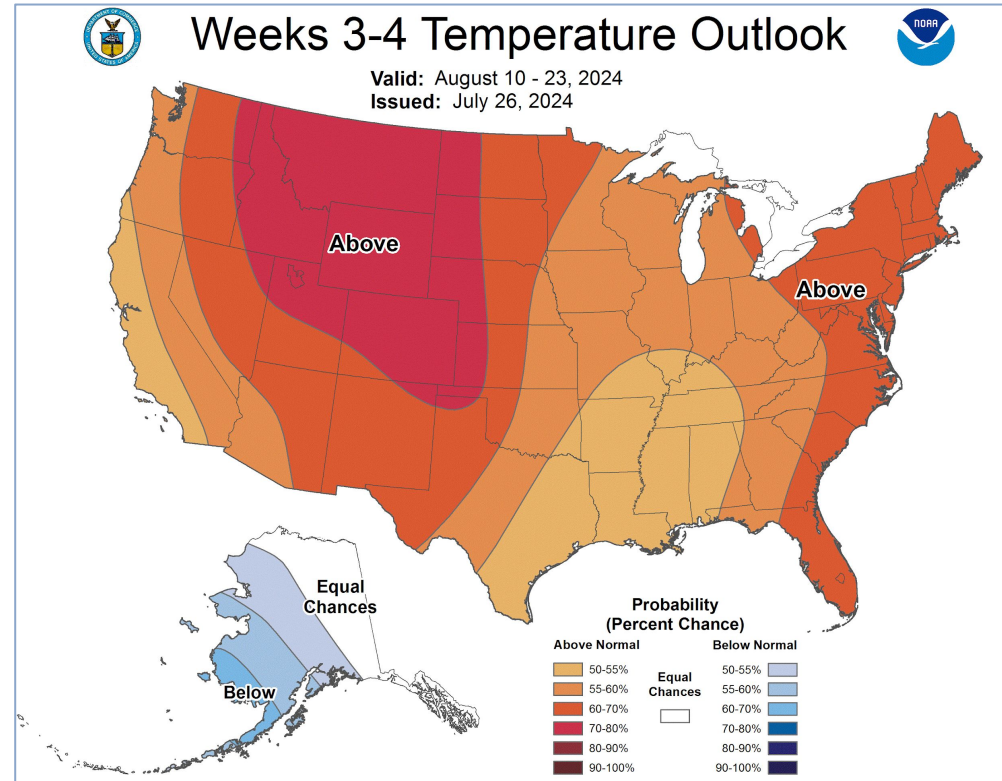 Weeks 3-4 Temperature Outlook
NOAA
Valid: August 10 - 23, 2024
Issued: July 26, 2024
Above
Above
Equal
Chances
Below
Probability
(Percent Chance)
Above Normal
Below Normal
50-55%
55-60%
60-70%
70-80%
80-90%
90-100%
Equal
Chances
50-55%
55-60%
60-70%
70-80%
80-90%
90-100%